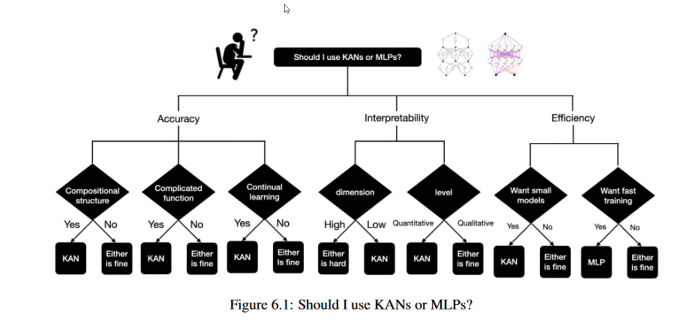 ?
Should I use KANs or MLPs?
Accuracy
Interpretability
Efficiency
Compositional
structure
Complicated
function
Continual
learning
dimension
level
Want small
models
Want fast
training
Yes
No
Yes
No
Yes
No
High
Low
Quantitative
Qualitative
Yes
No
Yes
No
KAN
Either
is fine
KAN
Either
is fine
KAN
Either
Is fine
Either
is hard
KAN
KAN
Either
is fine
KAN
Either
is fine
MLP
Either
is fine
Figure 6.1: Should I use KANs or MLPs?